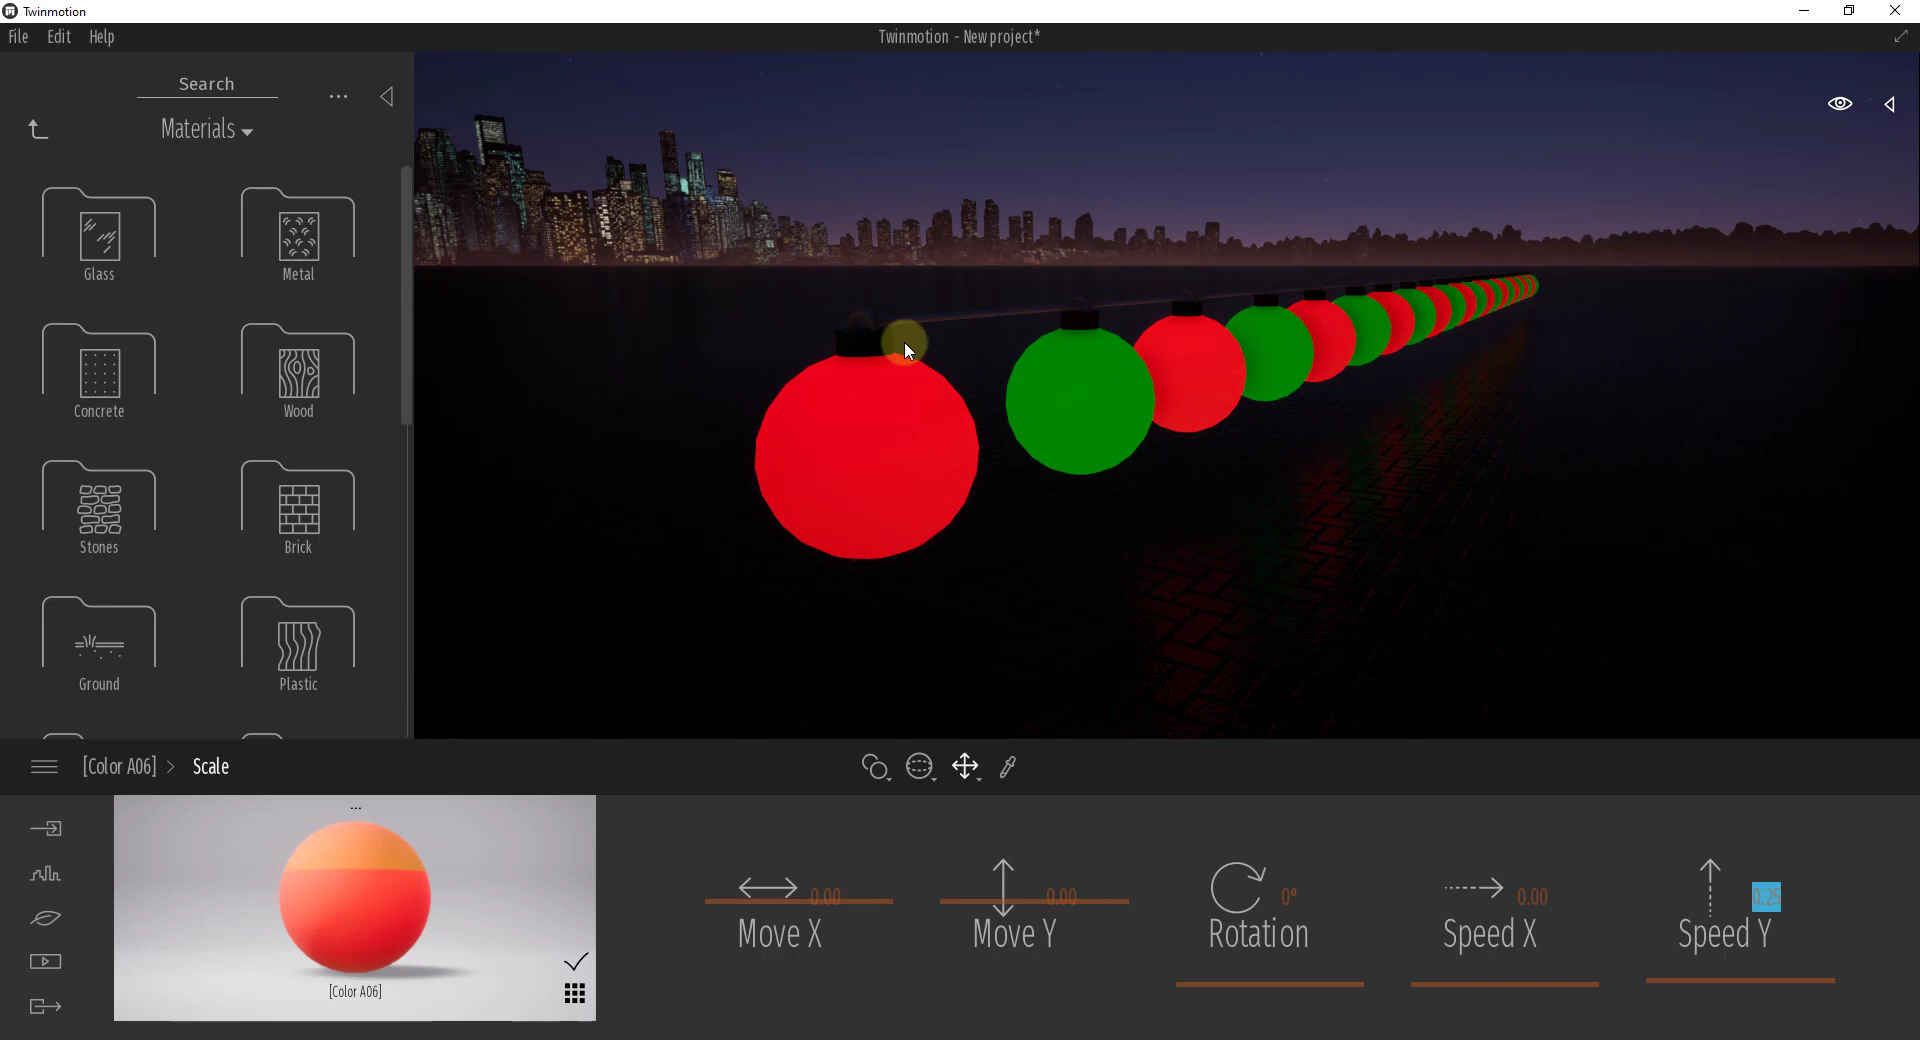 Twinmotion
File Edit Help
Twinmotion - New project*
Search
...
Materials
Glass Metal
Concrete Wood
Stones Brick
Ground Plastic
[Color A06] > Scale
...
[Color A06]
0.00
Move X
0.00
Move Y
0°
Rotation
0.00
Speed X
0.25
Speed Y